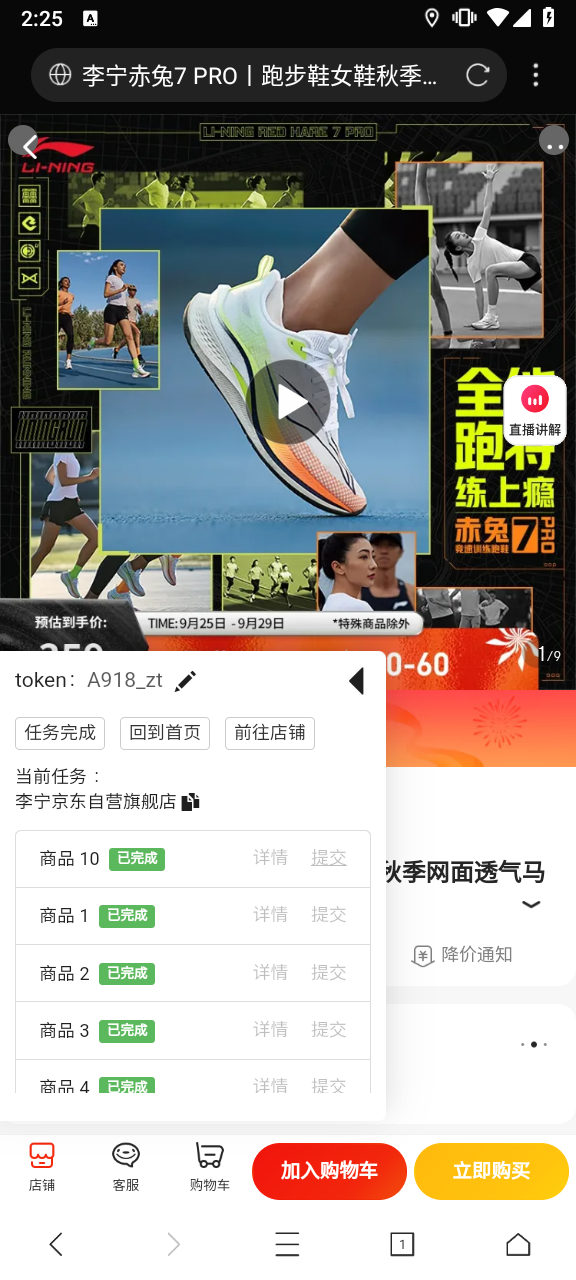 2:25
A
李宁赤兔7 PRO丨跑步鞋女鞋秋季…
LI-NING RED HARE 7 PRO
LI-NING
直播讲解
练上瘾
赤兔7 PRO
竞速训练跑鞋
预估到手价:
TIME:9月25日 - 9月29日
*特殊商品除外
0-60
1/9
token: A918_zt
任务完成
回到首页
前往店铺
当前任务：
李宁京东自营旗舰店
商品 10 已完成 详情 提交
商品 1 已完成 详情 提交
商品 2 已完成 详情 提交
商品 3 已完成 详情 提交
商品 4 已完成 详情 提交
秋季网面透气马
降价通知
店铺
客服
购物车
加入购物车
立即购买
1